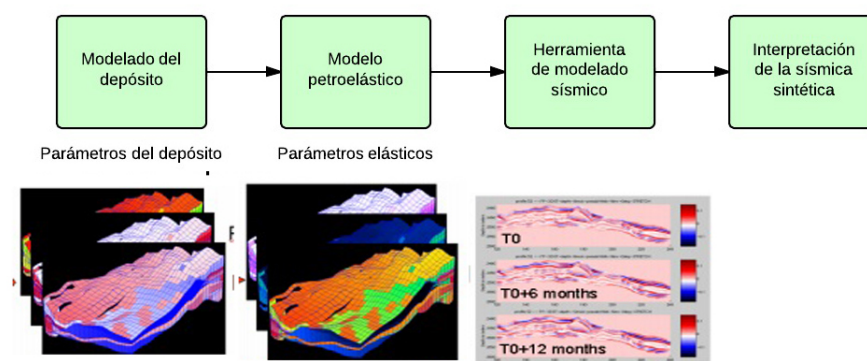 Modelado del
depósito
Modelo
petroelástico
Herramienta
de modelado
sísmico
Interpretación
de la sísmica
sintética
Parámetros del depósito
Parámetros elásticos
T0
T0+6 months
T0+12 months